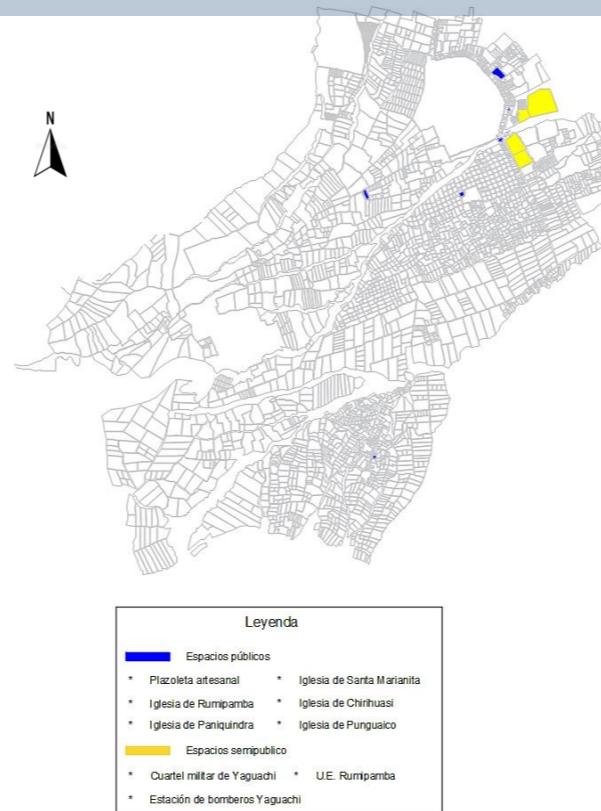 N
Leyenda
Espacios públicos
* Plazoleta artesanal * Iglesia de Santa Marianita
* Iglesia de Rumipamba * Iglesia de Chirihuasi
* Iglesia de Paniquindra * Iglesia de Punguaico
Espacios semipublico
* Cuartel militar de Yaguachi * U.E. Rumipamba
* Estación de bomberos Yaguachi